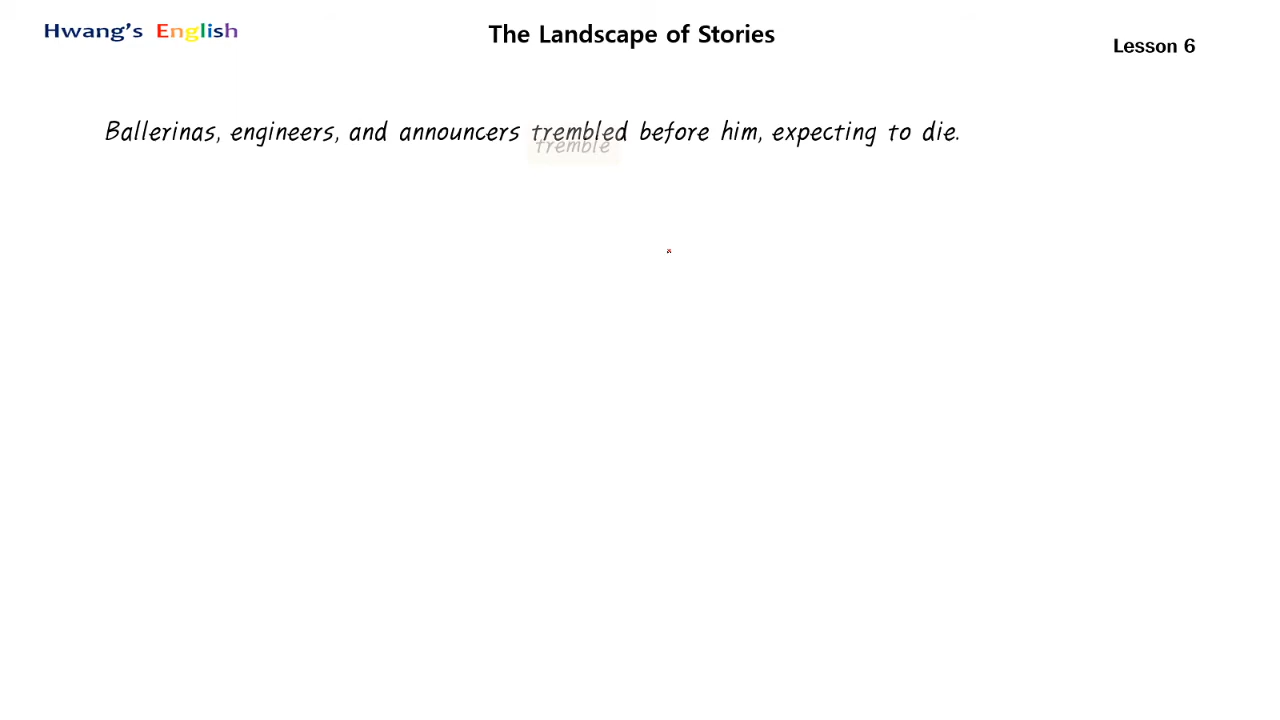 Hwang's English
The Landscape of Stories
Lesson 6
Ballerinas, engineers, and announcers trembled before him, expecting to die.
tremble